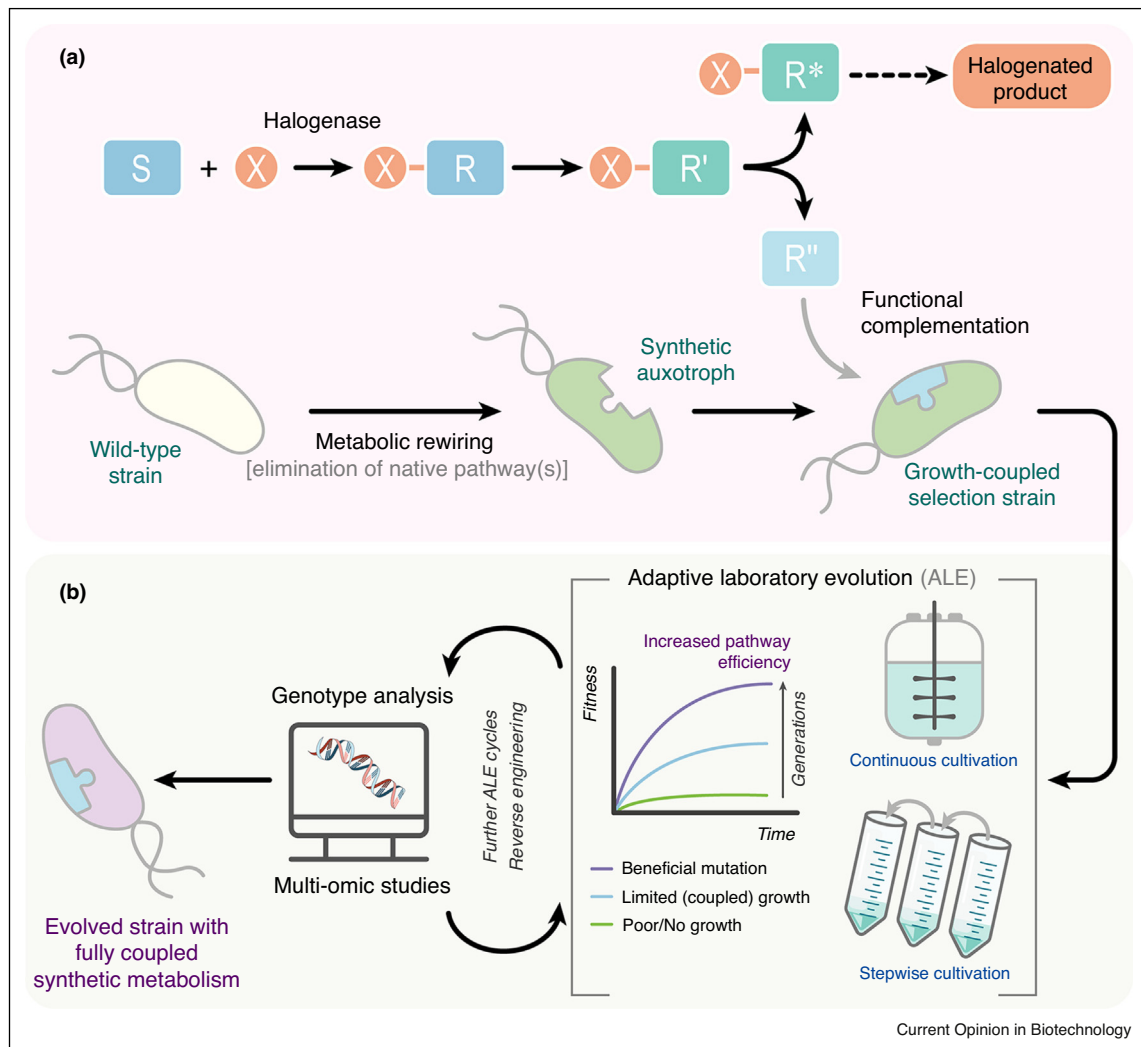 (a)
X
R*
Halogenated
product
Halogenase
S
+
X
X
R
X
R'
R"
Functional
complementation
Synthetic
auxotroph
Wild-type
strain
Metabolic rewiring
[elimination of native pathway(s)]
Growth-coupled
selection strain
(b)
Adaptive laboratory evolution (ALE)
Increased pathway
efficiency
Fitness
Generations
Time
Beneficial mutation
Limited (coupled) growth
Poor/No growth
Continuous cultivation
Stepwise cultivation
Further ALE cycles
Reverse engineering
Genotype analysis
Multi-omic studies
Evolved strain with
fully coupled
synthetic metabolism
Current Opinion in Biotechnology